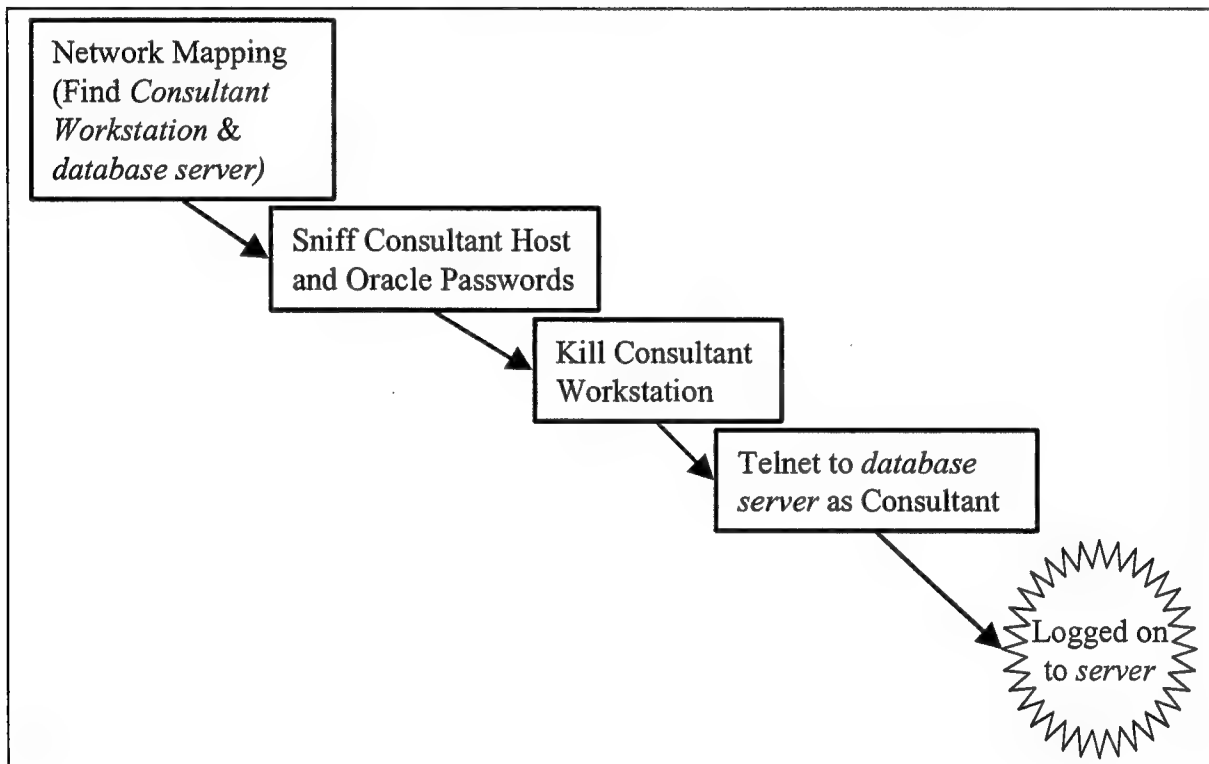 Network Mapping
(Find Consultant
Workstation &
database server)
Sniff Consultant Host
and Oracle Passwords
Kill Consultant
Workstation
Telnet to database
server as Consultant
Logged on
to server